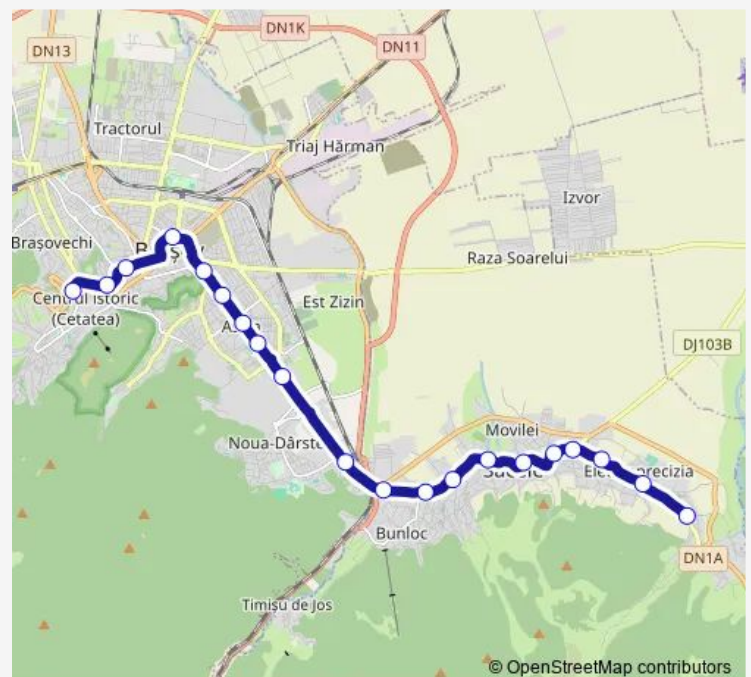 DN1K
DN13
DN11
Tractorul
Triaj Hărman
Izvor
Brașovechi
Raza Soarelui
Centrul Istoric
(Cetatea)
Est Zizin
DJ103B
Movilei
Noua-Dârste
Bunloc
DN1A
Timișu de Jos
© OpenStreetMap contributors